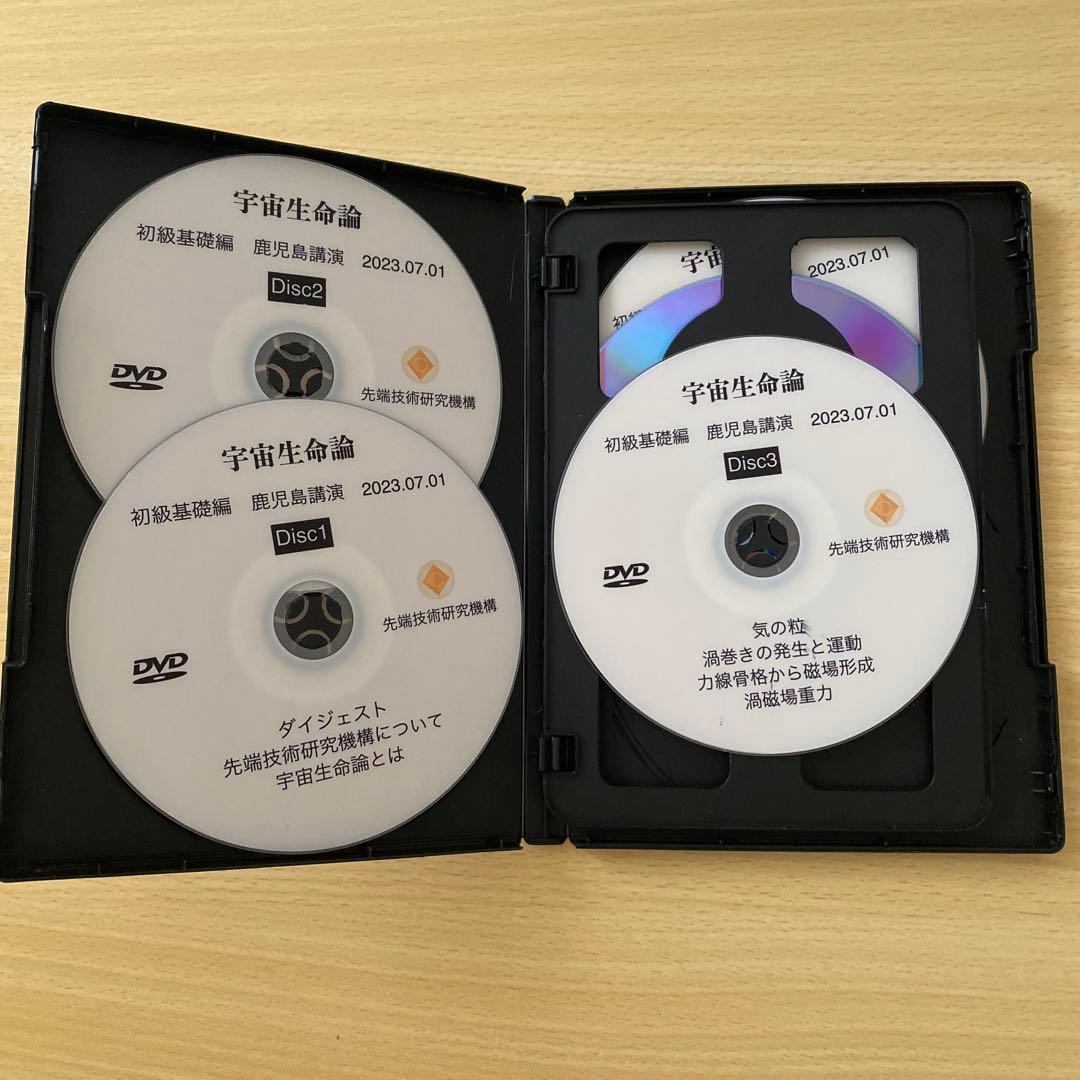 宇宙生命論
初級基礎編 鹿児島講演 2023.07.01
Disc2
DVD
先端技術研究機構
宇宙生命論
初級基礎編 鹿児島講演 2023.07.01
Disc1
DVD
先端技術研究機構
ダイジェスト
先端技術研究機構について
宇宙生命論とは
宇
2023.07.01
初級
宇宙生命論
初級基礎編 鹿児島講演 2023.07.01
Disc3
DVD
先端技術研究機構
気の粒
渦巻きの発生と運動
力線骨格から磁場形成
渦磁場重力